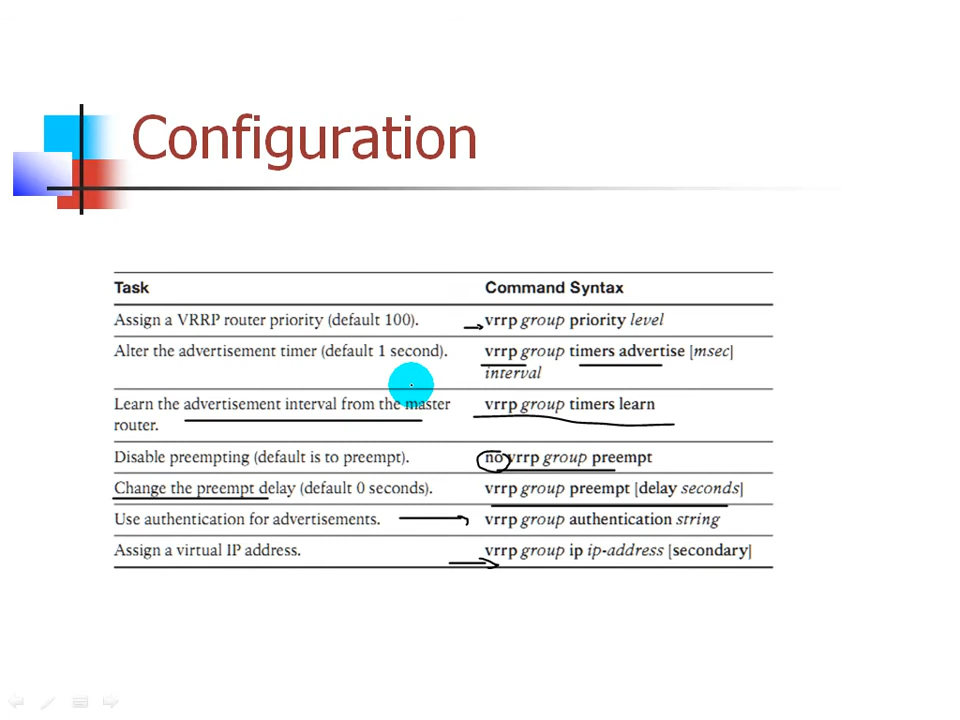 Configuration
Task Command Syntax
Assign a VRRP router priority (default 100). vrrp group priority level
Alter the advertisement timer (default 1 second). vrrp group timers advertise [msec]
interval
Learn the advertisement interval from the master vrrp group timers learn
router.
Disable preempting (default is to preempt). no vrrp group preempt
Change the preempt delay (default 0 seconds). vrrp group preempt [delay seconds]
Use authentication for advertisements. vrrp group authentication string
Assign a virtual IP address. vrrp group ip ip-address [secondary]